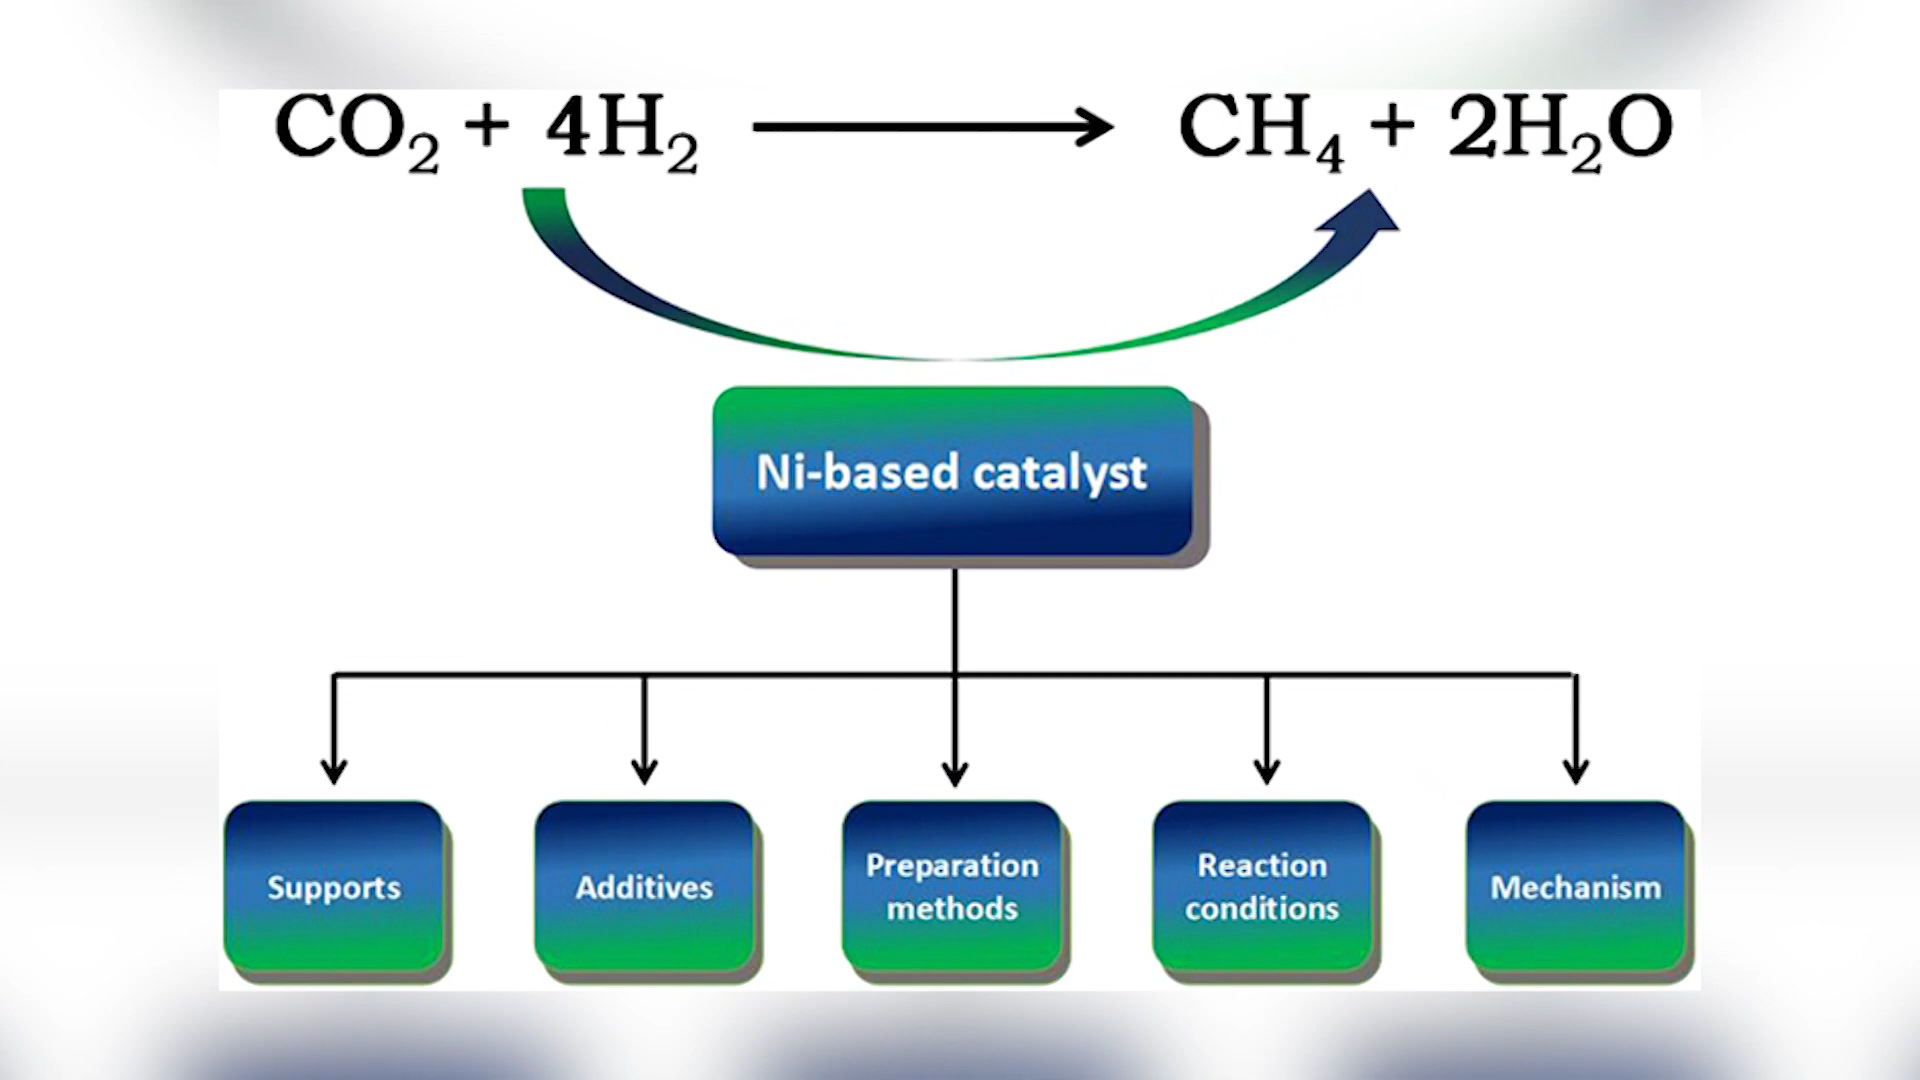 CO₂ + 4H₂ → CH₄ + 2H₂O
Ni-based catalyst
Supports
Additives
Preparation
methods
Reaction
conditions
Mechanism